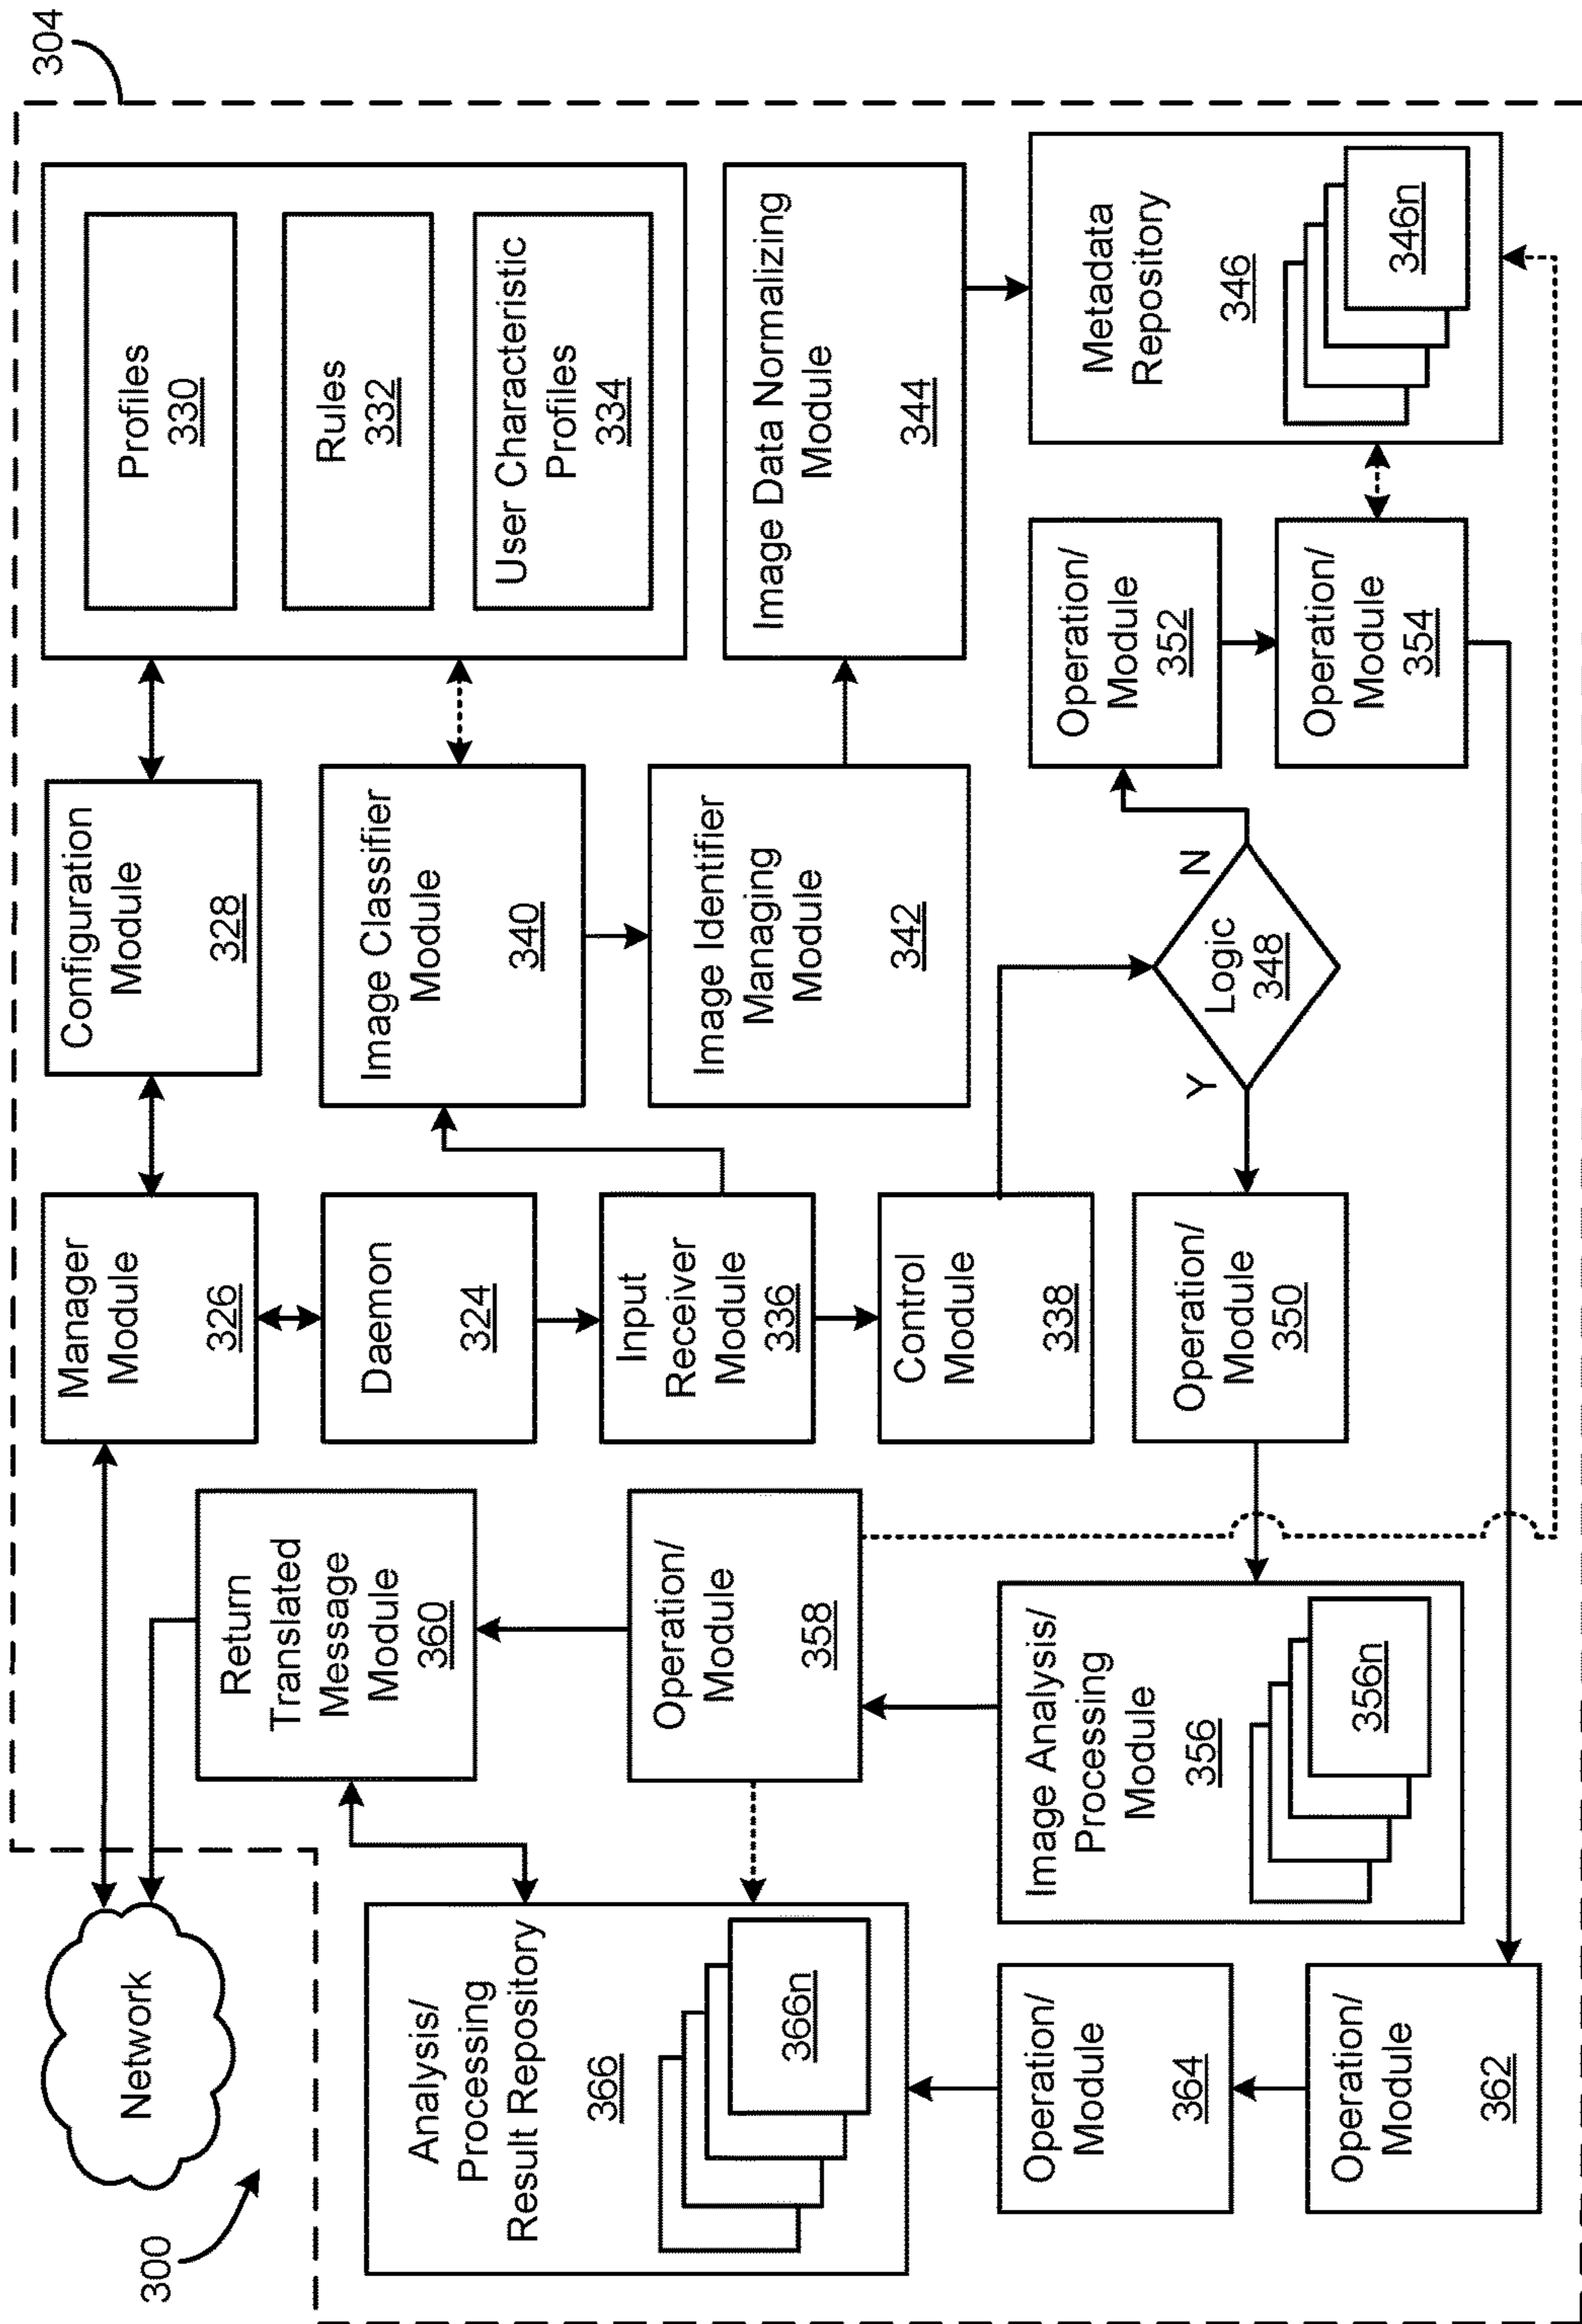 300
304
Network
Manager
Module
326
Configuration
Module
328
Profiles
330
Rules
332
User Characteristic
Profiles
334
Return
Translated
Message
Module
360
Daemon
324
Image Classifier
Module
340
Analysis/
Processing
Result Repository
366
366n
Operation/
Module
358
Input
Receiver
Module
336
Image Identifier
Managing
Module
342
Image Data Normalizing
Module
344
Control
Module
338
Operation/
Module
364
Image Analysis/
Processing
Module
356
356n
Operation/
Module
350
Y
Logic
348
N
Operation/
Module
352
Metadata
Repository
346
346n
Operation/
Module
362
Operation/
Module
354